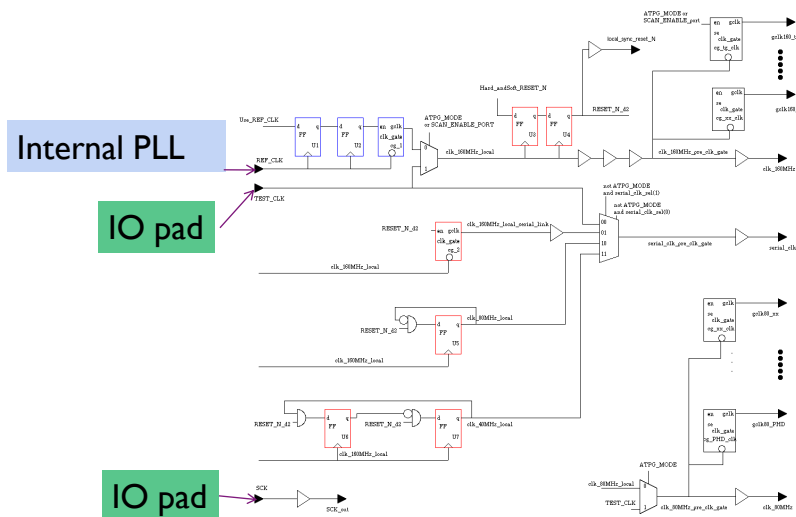 ATPG_MODE or
SCAN_ENABLE_port
en gclk
se
clk_gate
cg_tg_clk
local_sync_reset_N
Hard_andSoft_RESET_N
Use_REF_CLK
d q
FF
U1
d q
FF
U2
en gclk
clk_gate
cg_1
ATPG_MODE
or SCAN_ENABLE_PORT
d q
FF
U3
d q
FF
U4
RESET_N_d2
en gclk
se
clk_gate
cg_xx_clk
Internal PLL
REF_CLK
0
1
clk_160MHz_local
clk_160MHz_pre_clk_gate
clk_160MHz
TEST_CLK
IO pad
not ATPG_MODE
and serial_clk_sel(1)
not ATPG_MODE
and serial_clk_sel(0)
RESET_N_d2
en gclk
clk_gate
cg_2
clk_160MHz_local_serial_link
00
01
10
11
serial_clk_pre_clk_gate
serial_clk
clk_160MHz_local
RESET_N_d2
d q
FF
U5
clk_80MHz_local
clk_160MHz_local
en gclk
se
clk_gate
cg_xx_clk
gclk80_xx
RESET_N_d2
d q
FF
U6
RESET_N_d2
d q
FF
U7
clk_40MHz_local
clk_160MHz_local
en gclk
se
clk_gate
cg_PHD_clk
gclk80_PHD
IO pad
SCK
SCK_out
ATPG_MODE
clk_80MHz_local
TEST_CLK
0
1
clk_80MHz_pre_clk_gate
clk_80MHz